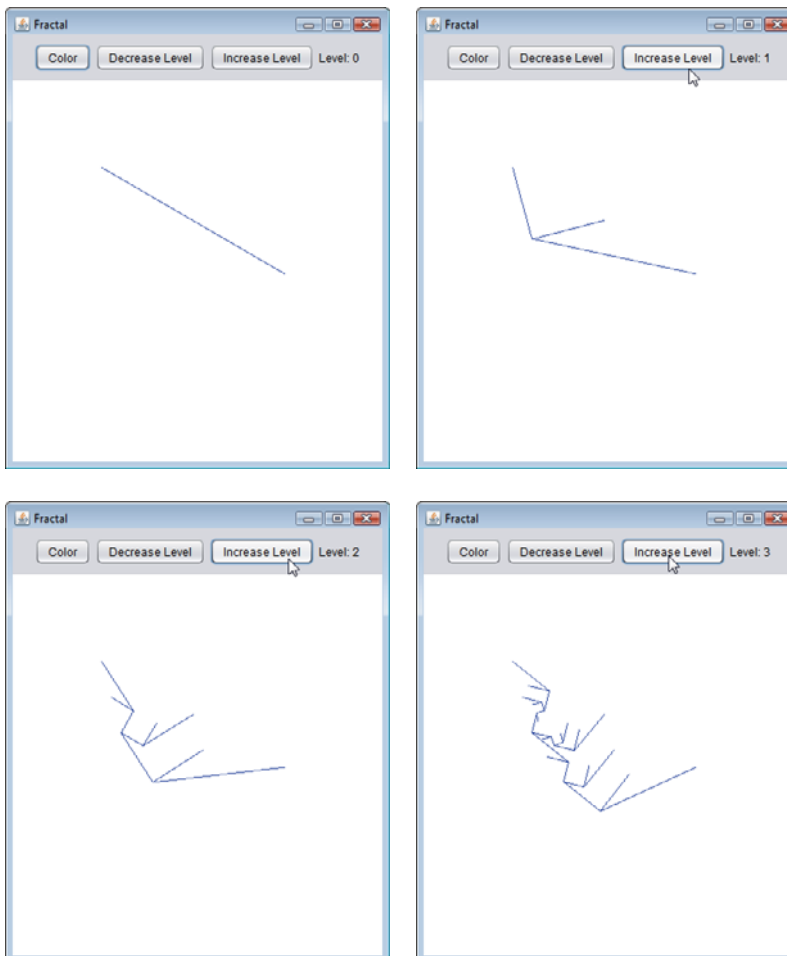 Fractal
Color Decrease Level Increase Level Level: 0
Fractal
Color Decrease Level Increase Level Level: 1
Fractal
Color Decrease Level Increase Level Level: 2
Fractal
Color Decrease Level Increase Level Level: 3